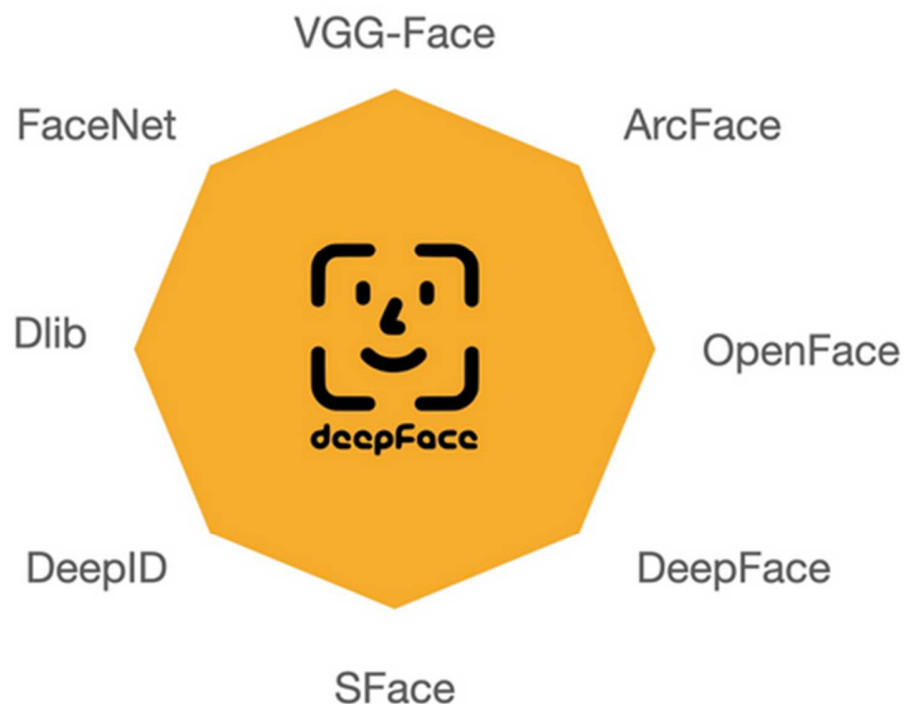 VGG-Face
FaceNet
ArcFace
Dlib
OpenFace
deepFace
DeepID
DeepFace
SFace